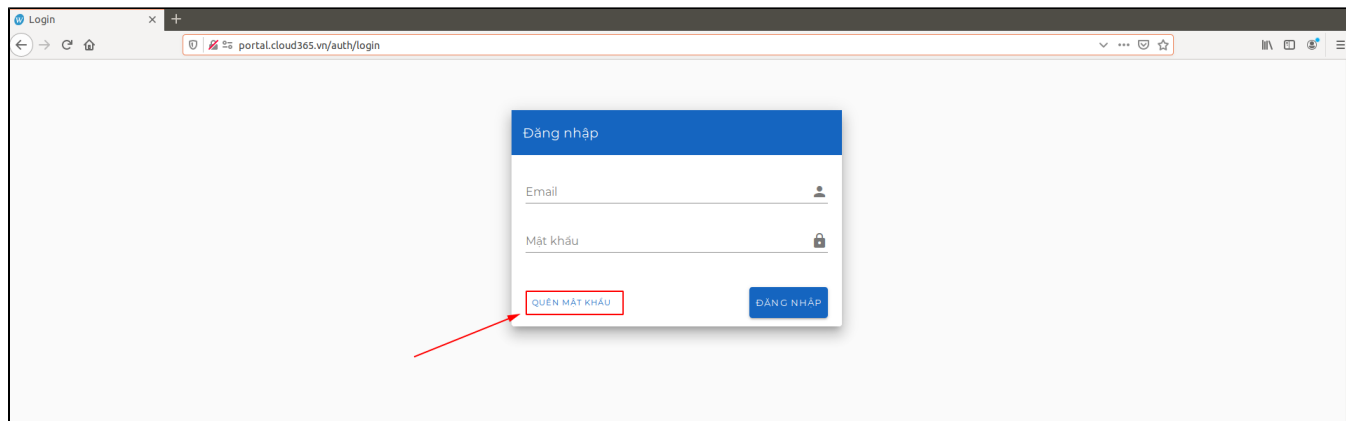 Login
portal.cloud365.vn/auth/login
Đăng nhập
Email
Mật khẩu
QUÊN MẬT KHẨU
ĐĂNG NHẬP